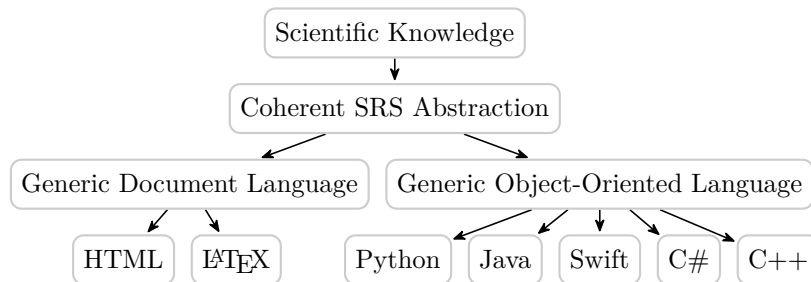 Scientific Knowledge
Coherent SRS Abstraction
Generic Document Language
Generic Object-Oriented Language
HTML
LATEX
Python
Java
Swift
C#
C++